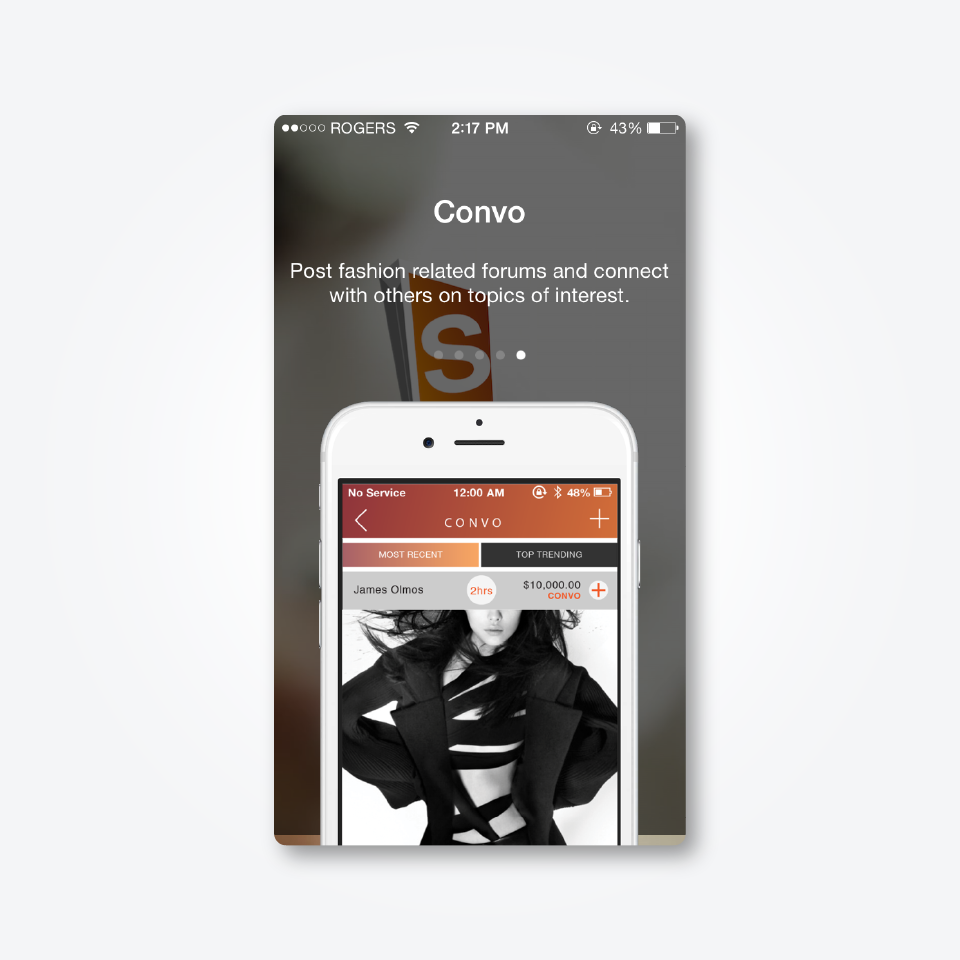 ROGERS 2:17 PM 43%
Convo
Post fashion related forums and connect
with others on topics of interest.
S
No Service 12:00 AM 48%
CONVO
MOST RECENT TOP TRENDING
James Olmos 2hrs $10,000.00
CONVO